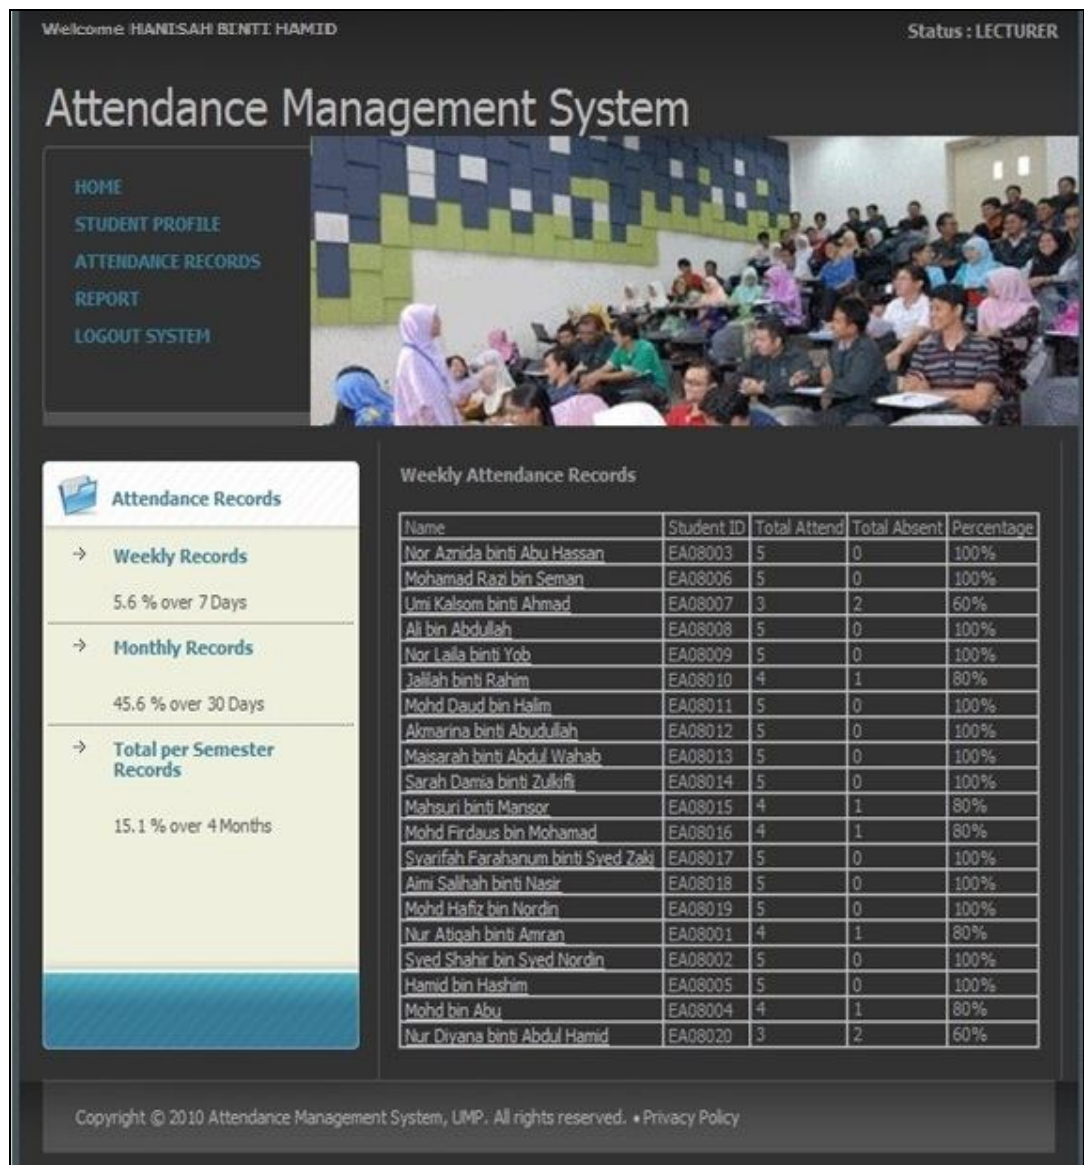 Welcome HANISAH BINTI HAMID
Status : LECTURER
Attendance Management System
HOME
STUDENT PROFILE
ATTENDANCE RECORDS
REPORT
LOGOUT SYSTEM
Attendance Records
Weekly Records
5.6 % over 7 Days
Monthly Records
45.6 % over 30 Days
Total per Semester
Records
15.1 % over 4 Months
Weekly Attendance Records
Name Student ID Total Attend Total Absent Percentage
Nor Aznida binti Abu Hassan EA08003 5 0 100%
Mohamad Razi bin Seman EA08006 5 0 100%
Umi Kalsom binti Ahmad EA08007 3 2 60%
Ali bin Abdullah EA08008 5 0 100%
Nor Laila binti Yob EA08009 5 0 100%
Jalilah binti Rahim EA08010 4 1 80%
Mohd Daud bin Halim EA08011 5 0 100%
Akmarina binti Abudullah EA08012 5 0 100%
Maisarah binti Abdul Wahab EA08013 5 0 100%
Sarah Damia binti Zulkifli EA08014 5 0 100%
Mahsuri binti Mansor EA08015 4 1 80%
Mohd Firdaus bin Mohamad EA08016 4 1 80%
Syarifah Farahanum binti Syed Zaki EA08017 5 0 100%
Aimi Salihah binti Nasir EA08018 5 0 100%
Mohd Hafiz bin Nordin EA08019 5 0 100%
Nur Atiqah binti Amran EA08001 4 1 80%
Syed Shahir bin Syed Nordin EA08002 5 0 100%
Hamid bin Hashim EA08005 5 0 100%
Mohd bin Abu EA08004 4 1 80%
Nur Diyana binti Abdul Hamid EA08020 3 2 60%
Copyright © 2010 Attendance Management System, UMP. All rights reserved. • Privacy Policy